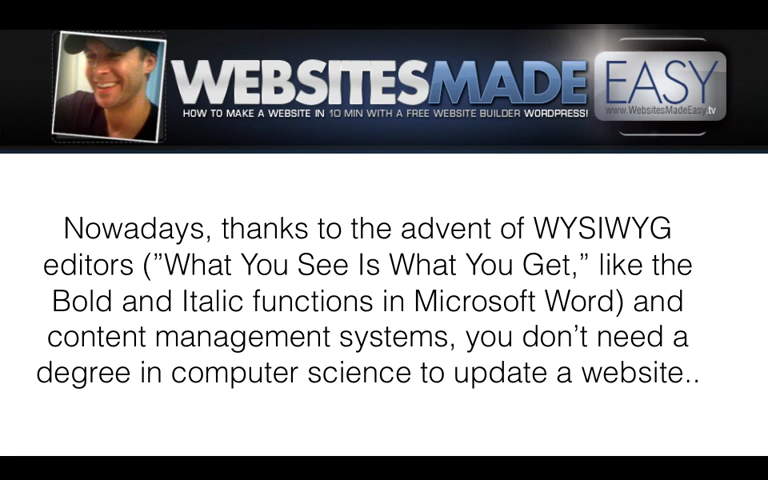 WEBSITESMADE EASY
HOW TO MAKE A WEBSITE IN 10 MIN WITH A FREE WEBSITE BUILDER WORDPRESS!
www.WebsitesMadeEasy.tv
Nowadays, thanks to the advent of WYSIWYG
editors (”What You See Is What You Get,” like the
Bold and Italic functions in Microsoft Word) and
content management systems, you don’t need a
degree in computer science to update a website..